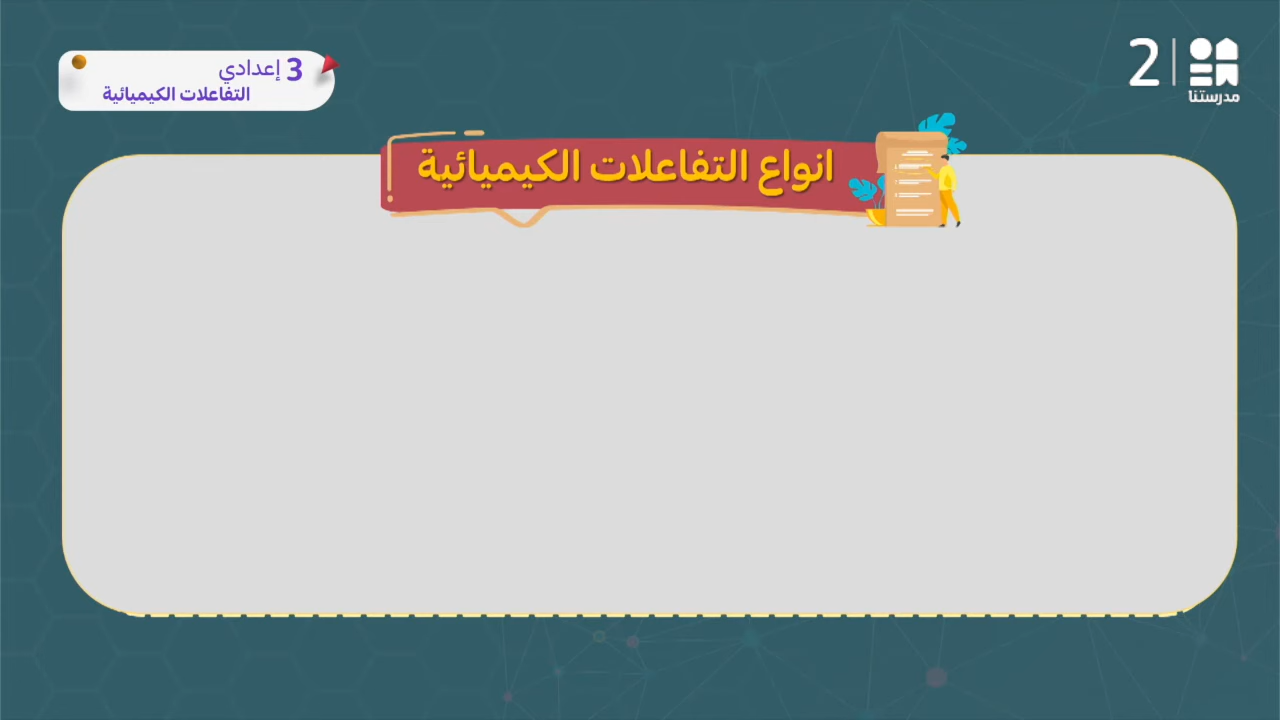 3 إعدادي
التفاعلات الكيميائية
2
مدرستنا
انواع التفاعلات الكيميائية